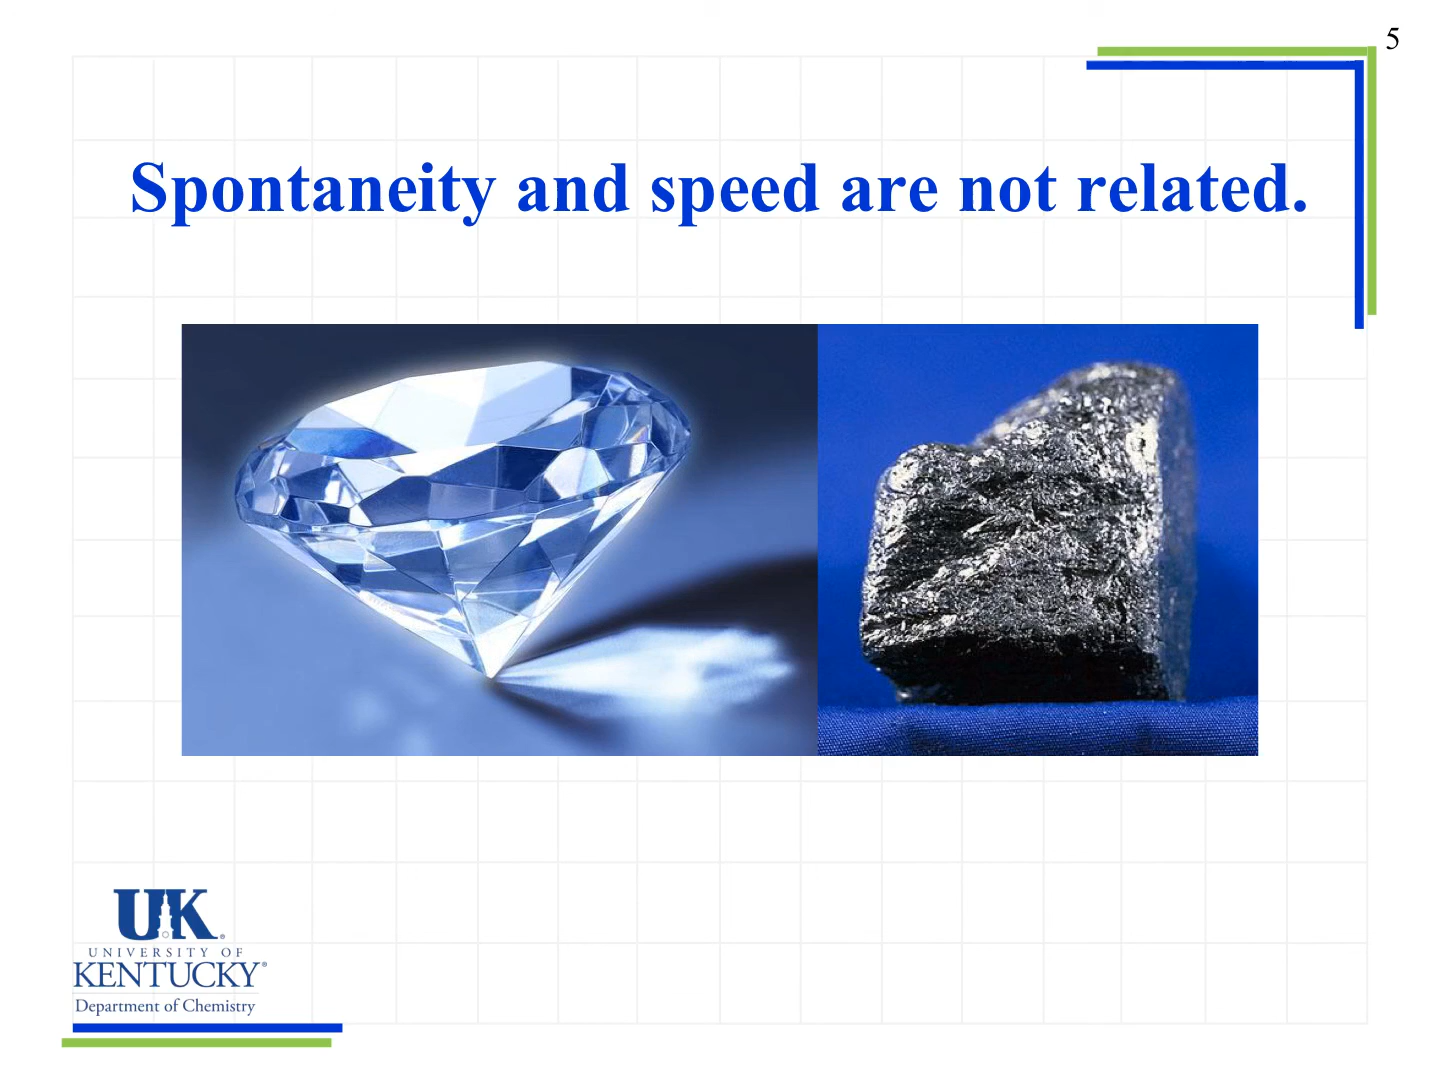 5
Spontaneity and speed are not related.
UK
UNIVERSITY OF
KENTUCKY®
Department of Chemistry